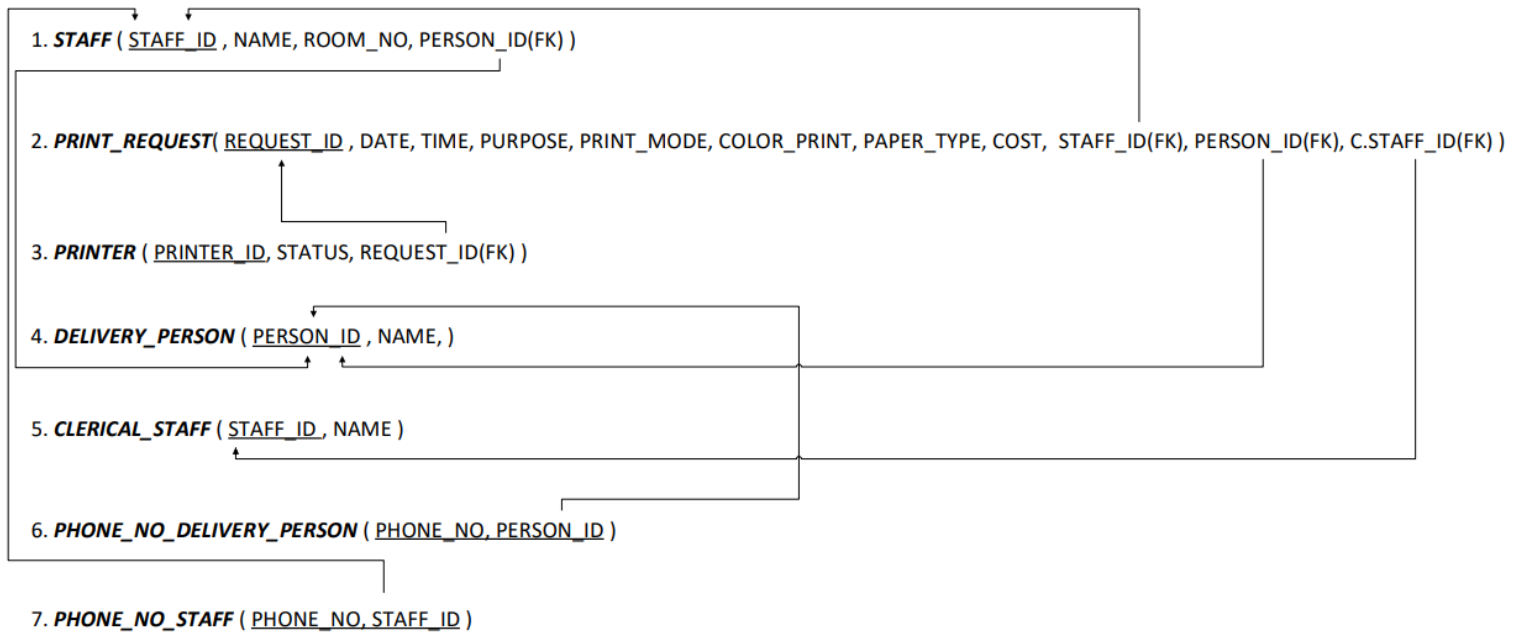 1. STAFF ( STAFF_ID , NAME, ROOM_NO, PERSON_ID(FK) )
2. PRINT_REQUEST( REQUEST_ID , DATE, TIME, PURPOSE, PRINT_MODE, COLOR_PRINT, PAPER_TYPE, COST, STAFF_ID(FK), PERSON_ID(FK), C.STAFF_ID(FK) )
3. PRINTER ( PRINTER_ID, STATUS, REQUEST_ID(FK) )
4. DELIVERY_PERSON ( PERSON_ID , NAME, )
5. CLERICAL_STAFF ( STAFF_ID , NAME )
6. PHONE_NO_DELIVERY_PERSON ( PHONE_NO, PERSON_ID )
7. PHONE_NO_STAFF ( PHONE_NO, STAFF_ID )